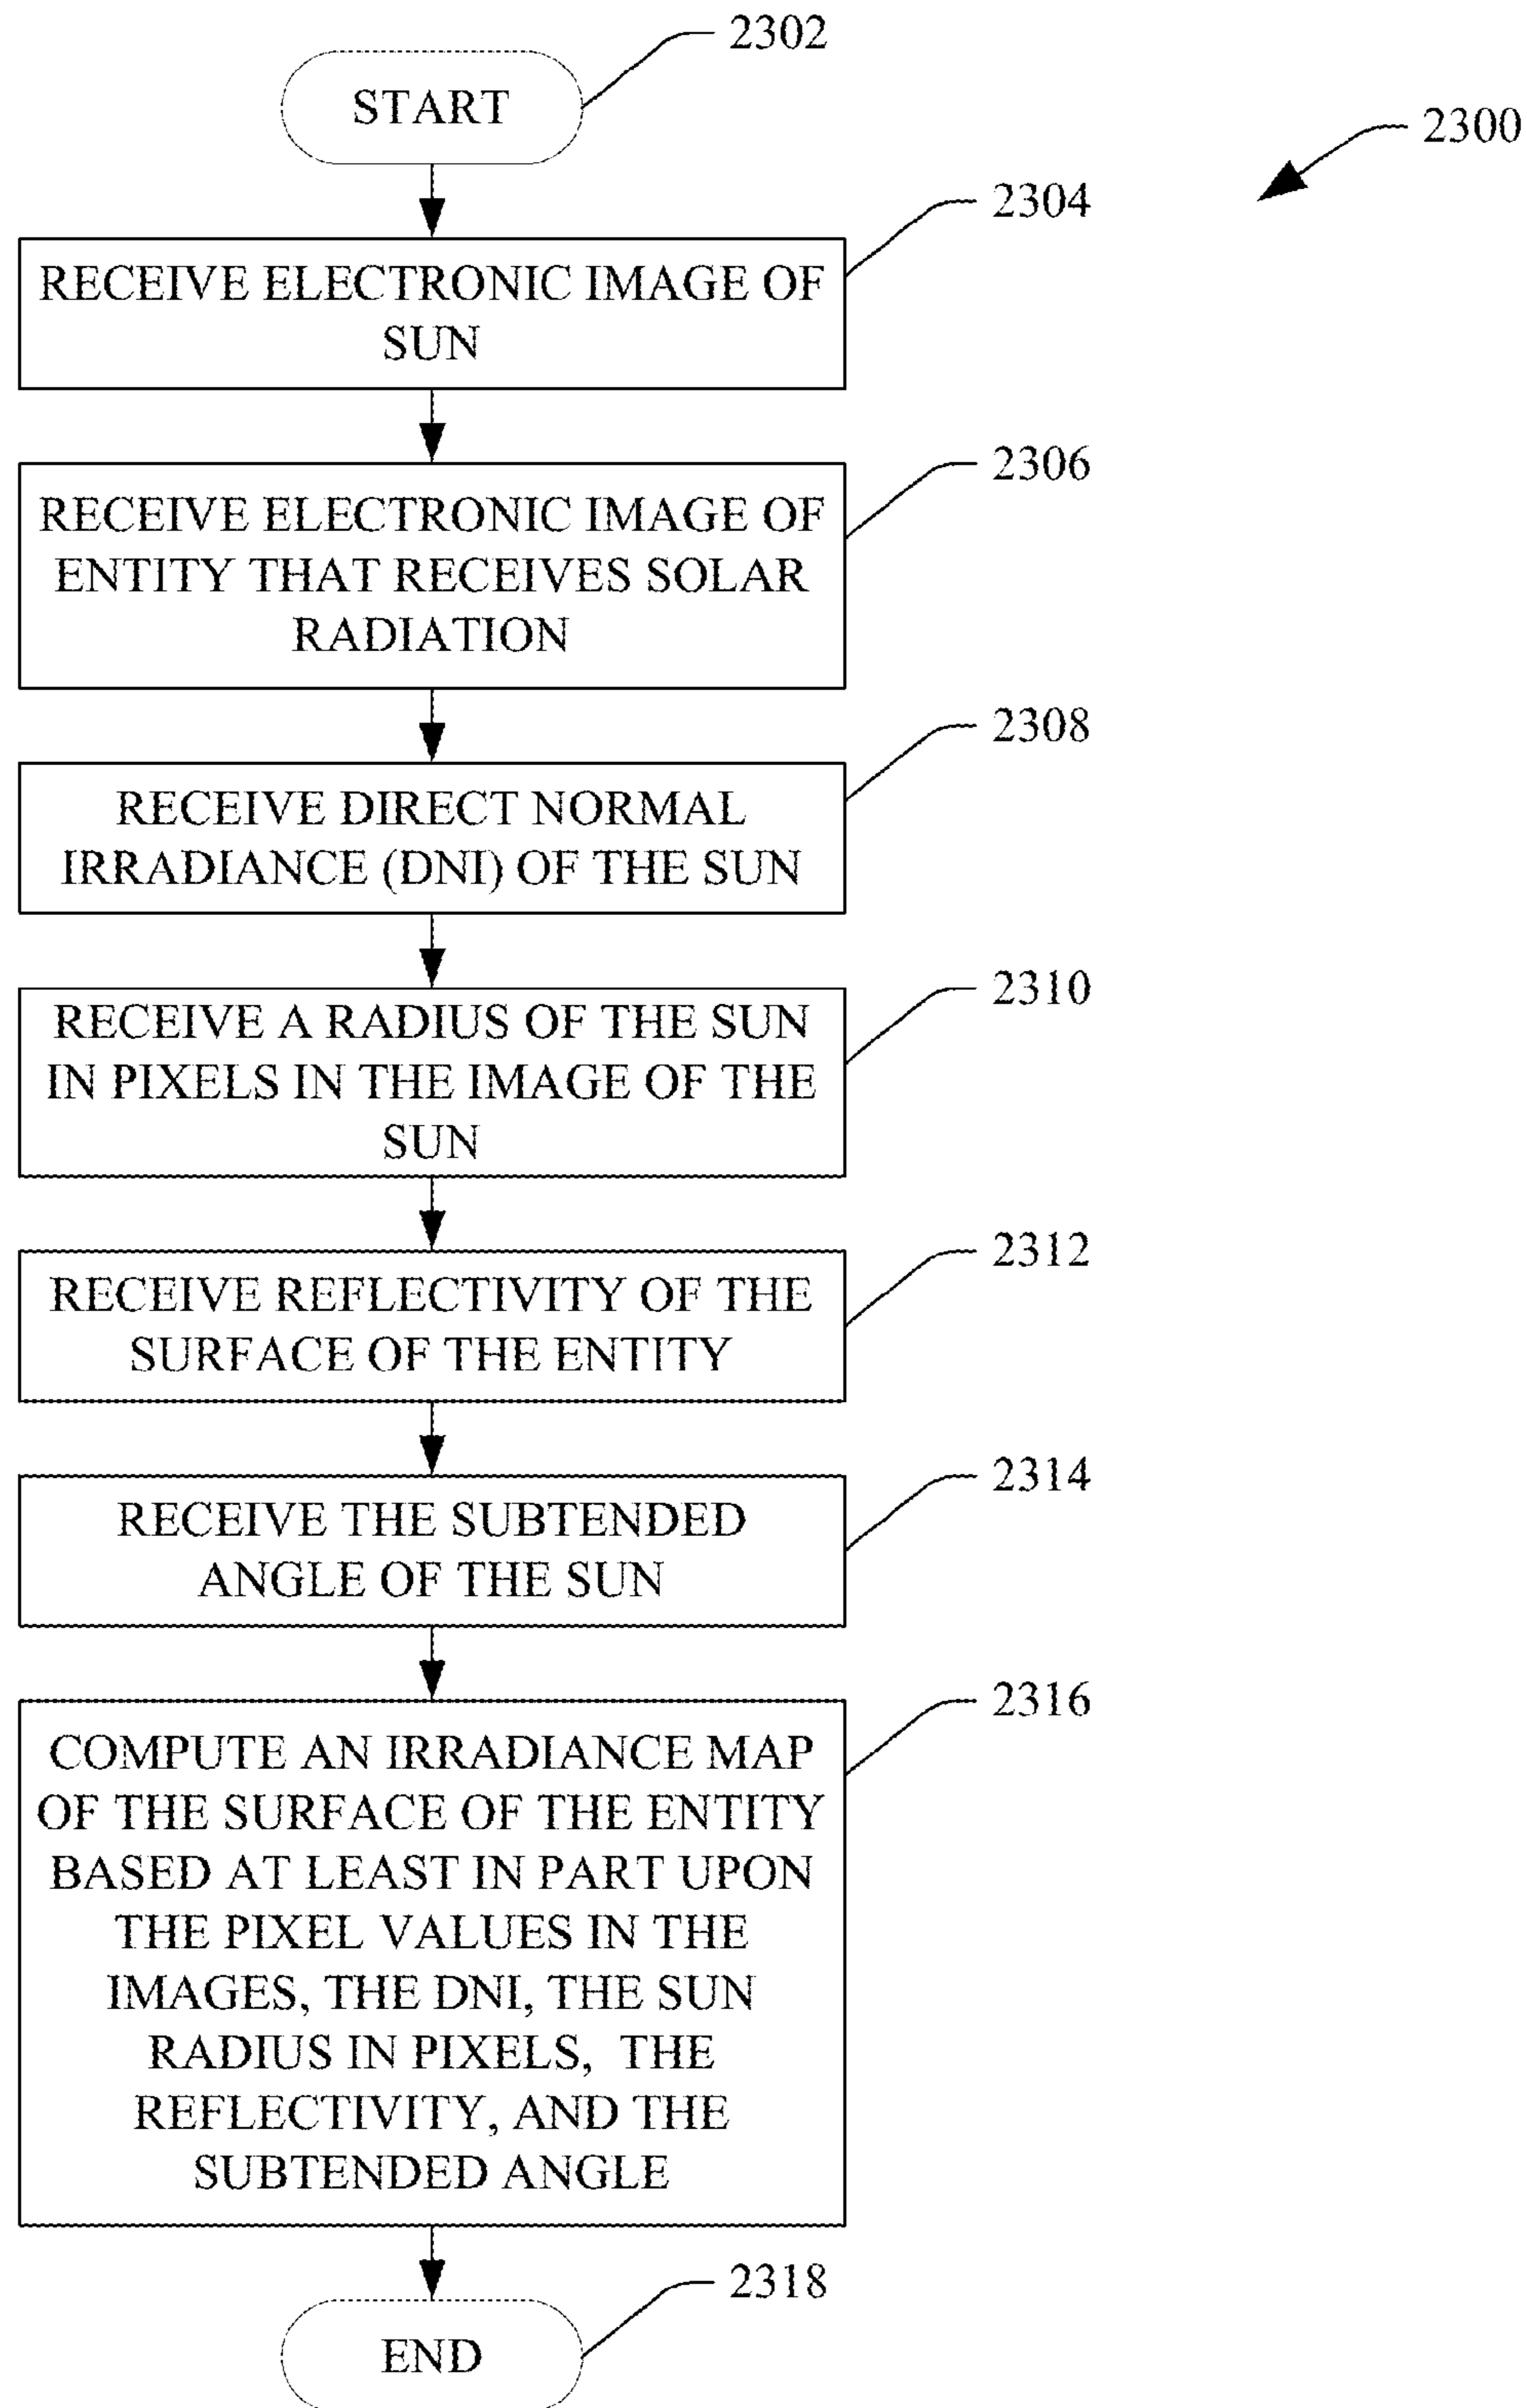 2302
START
2300
2304
RECEIVE ELECTRONIC IMAGE OF
SUN
2306
RECEIVE ELECTRONIC IMAGE OF
ENTITY THAT RECEIVES SOLAR
RADIATION
2308
RECEIVE DIRECT NORMAL
IRRADIANCE (DNI) OF THE SUN
2310
RECEIVE A RADIUS OF THE SUN
IN PIXELS IN THE IMAGE OF THE
SUN
2312
RECEIVE REFLECTIVITY OF THE
SURFACE OF THE ENTITY
2314
RECEIVE THE SUBTENDED
ANGLE OF THE SUN
2316
COMPUTE AN IRRADIANCE MAP
OF THE SURFACE OF THE ENTITY
BASED AT LEAST IN PART UPON
THE PIXEL VALUES IN THE
IMAGES, THE DNI, THE SUN
RADIUS IN PIXELS, THE
REFLECTIVITY, AND THE
SUBTENDED ANGLE
2318
END